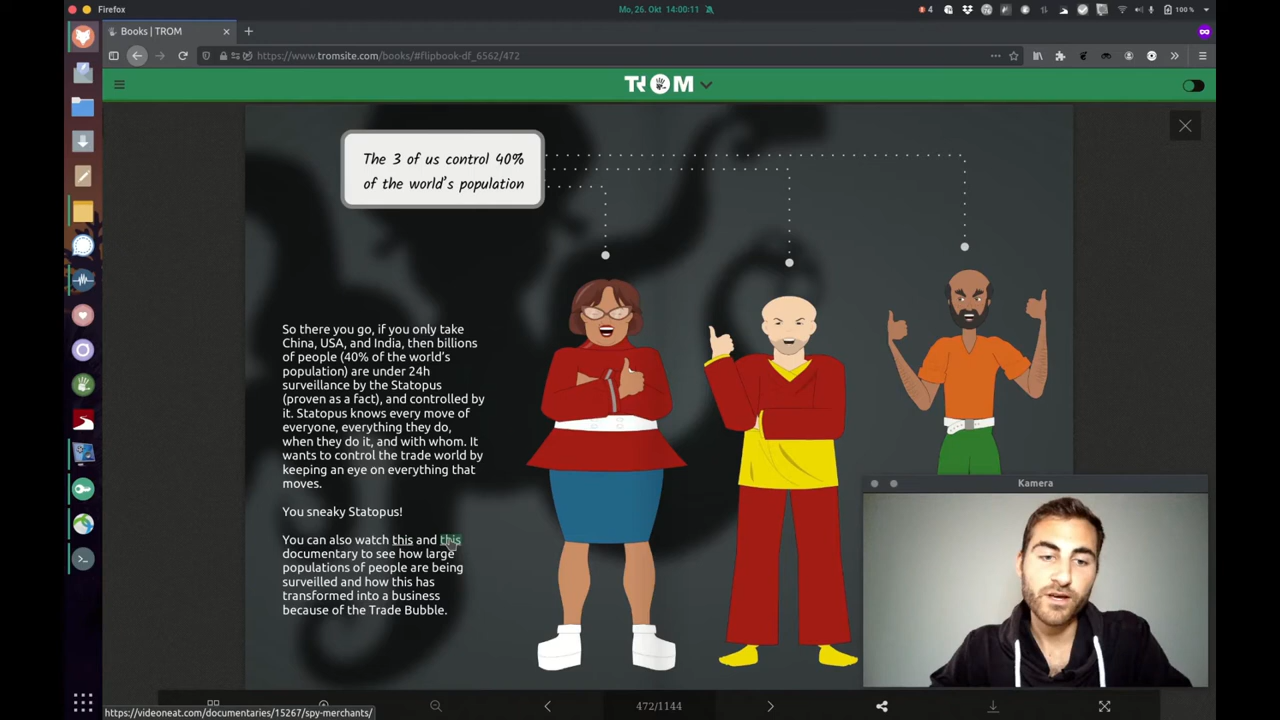 Firefox
Mo, 26. Okt 14:00:11
4
100 %
Books | TROM
https://www.tromsite.com/books/#flipbook-df_6562/472
TROM
The 3 of us control 40%
of the world's population
So there you go, if you only take
China, USA, and India, then billions
of people (40% of the world's
population) are under 24h
surveillance by the Statopus
(proven as a fact), and controlled by
it. Statopus knows every move of
everyone, everything they do,
when they do it, and with whom. It
wants to control the trade world by
keeping an eye on everything that
moves.
You sneaky Statopus!
You can also watch this and this
documentary to see how large
populations of people are being
surveilled and how this has
transformed into a business
because of the Trade Bubble.
Kamera
472/1144
https://videoneat.com/documentaries/15267/spy-merchants/